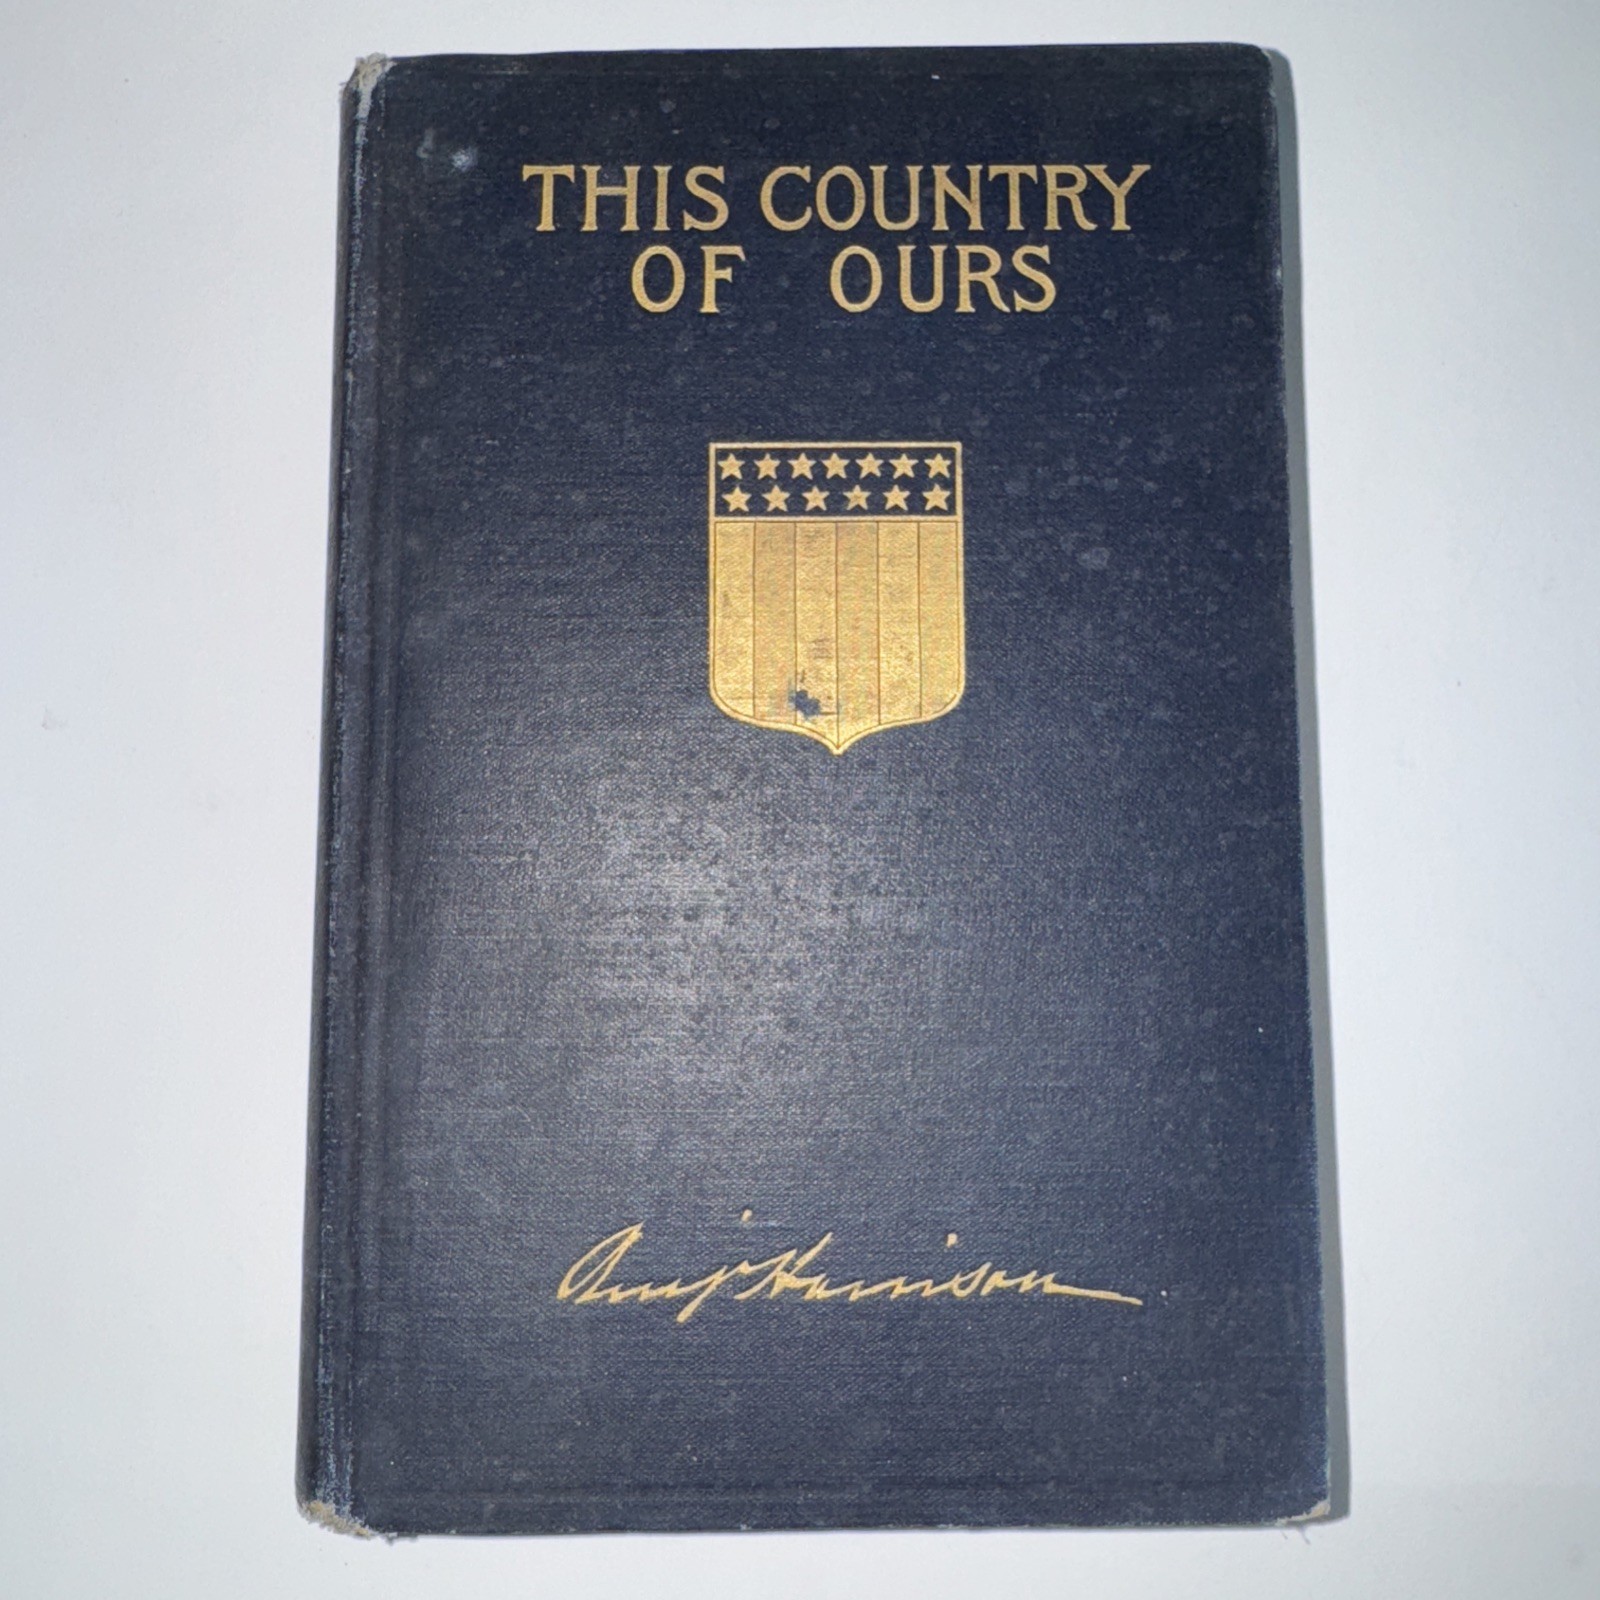 THIS COUNTRY
OF OURS
Benj Harrison